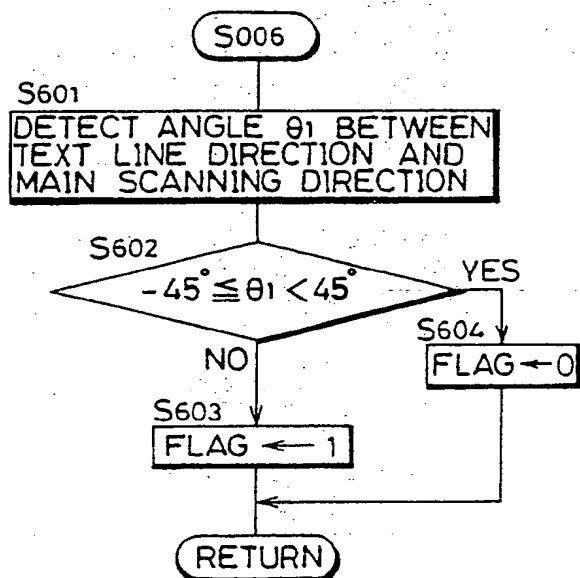 S006
S601
DETECT ANGLE θ1 BETWEEN
TEXT LINE DIRECTION AND
MAIN SCANNING DIRECTION
S602
-45° ≦ θ1 < 45°
YES
NO
S604
FLAG ← 0
S603
FLAG ← 1
RETURN